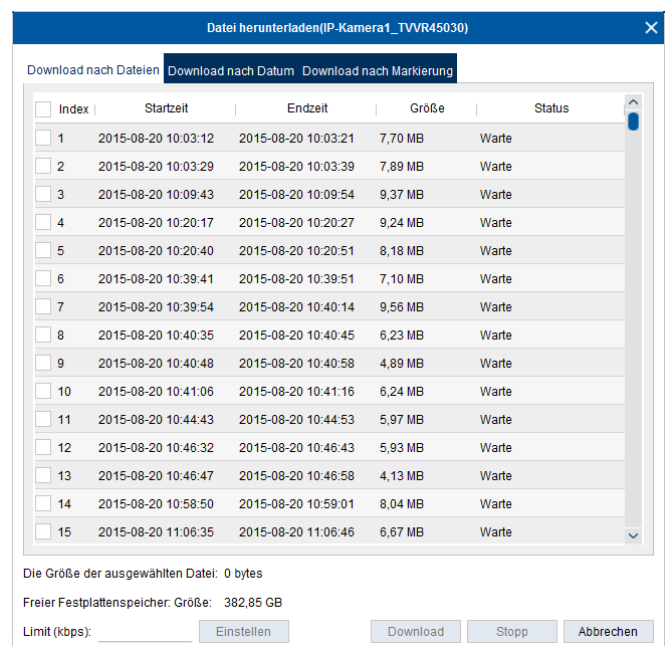 Datei herunterladen(IP-Kamera1_TVVR45030)
Download nach Dateien Download nach Datum Download nach Markierung
Index Startzeit Endzeit Größe Status
1 2015-08-20 10:03:12 2015-08-20 10:03:21 7,70 MB Warte
2 2015-08-20 10:03:29 2015-08-20 10:03:39 7,89 MB Warte
3 2015-08-20 10:09:43 2015-08-20 10:09:54 9,37 MB Warte
4 2015-08-20 10:20:17 2015-08-20 10:20:27 9,24 MB Warte
5 2015-08-20 10:20:40 2015-08-20 10:20:51 8,18 MB Warte
6 2015-08-20 10:39:41 2015-08-20 10:39:51 7,10 MB Warte
7 2015-08-20 10:39:54 2015-08-20 10:40:14 9,56 MB Warte
8 2015-08-20 10:40:35 2015-08-20 10:40:45 6,23 MB Warte
9 2015-08-20 10:40:48 2015-08-20 10:40:58 4,89 MB Warte
10 2015-08-20 10:41:06 2015-08-20 10:41:16 6,24 MB Warte
11 2015-08-20 10:44:43 2015-08-20 10:44:53 5,97 MB Warte
12 2015-08-20 10:46:32 2015-08-20 10:46:43 5,93 MB Warte
13 2015-08-20 10:46:47 2015-08-20 10:46:58 4,13 MB Warte
14 2015-08-20 10:58:50 2015-08-20 10:59:01 8,04 MB Warte
15 2015-08-20 11:06:35 2015-08-20 11:06:46 6,67 MB Warte
Die Größe der ausgewählten Datei: 0 bytes
Freier Festplattenspeicher: Größe: 382,85 GB
Limit (kbps): Einstellen Download Stopp Abbrechen